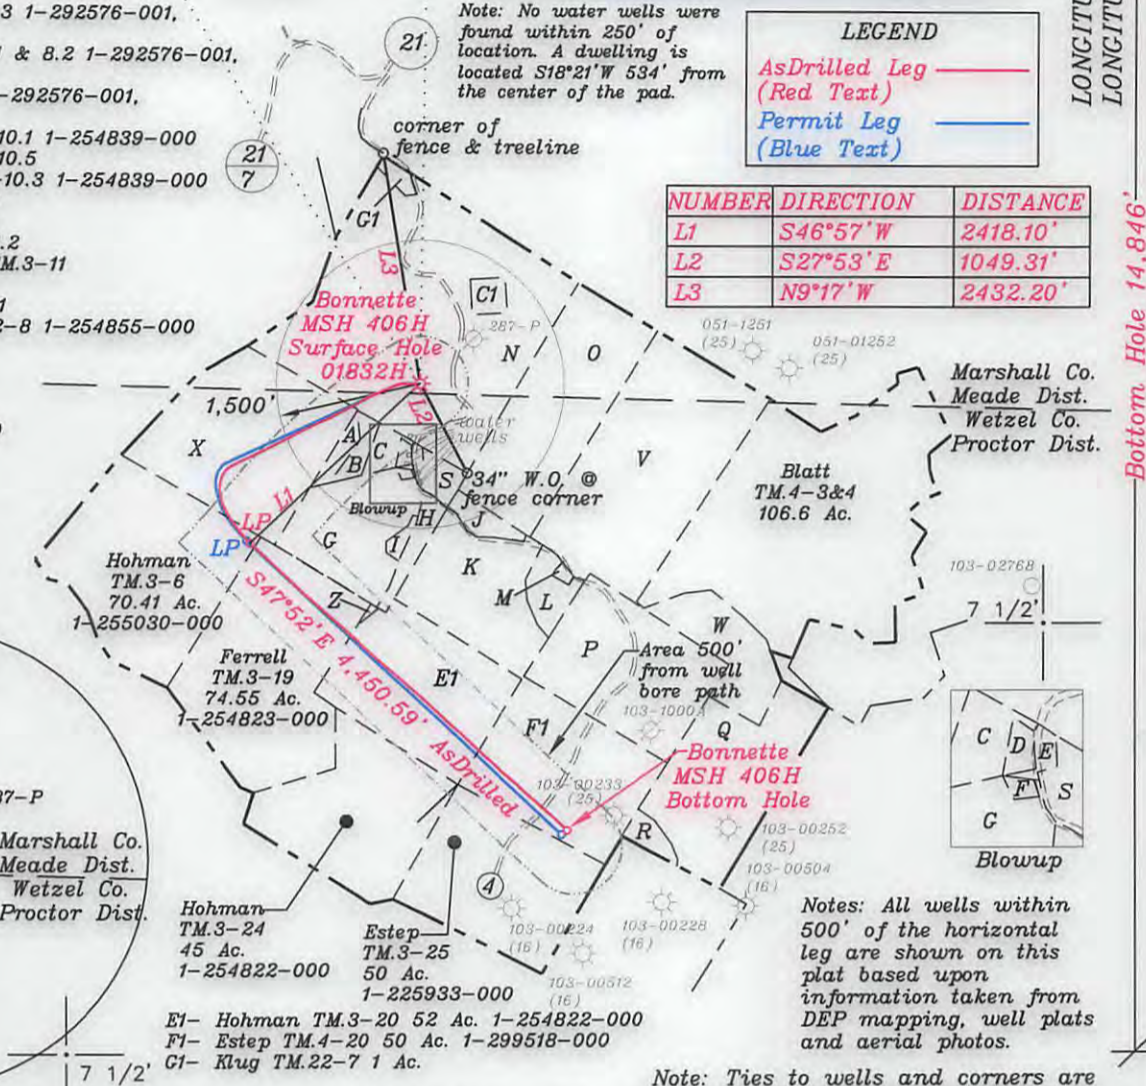 3 1-292576-001,
& 8.2 1-292576-001,
-292576-001,
10.1 1-254839-000
10.5
-10.3 1-254839-000
.2
TM.3-11
2-8 1-254855-000
21
21
7
Note: No water wells were
found within 250' of
location. A dwelling is
located S18°21'W 534' from
the center of the pad.
corner of
fence & treeline
LEGEND
AsDrilled Leg
(Red Text)
Permit Leg
(Blue Text)
LONGITU
LONGITU
NUMBER DIRECTION DISTANCE
L1 S46°57'W 2418.10'
L2 S27°53'E 1049.31'
L3 N9°17'W 2432.20'
Bottom Hole 14,846'
G1
L3
C1
287-P
Bonnette
MSH 406H
Surface Hole
01832H
N
O
051-1251
(25)
051-01252
(25)
Marshall Co.
Meade Dist.
Wetzel Co.
Proctor Dist.
1,500'
L2
water
wells
X
A
B
C
S
V
34" W.O. @
fence corner
Blowup
Blatt
TM.4-3&4
106.6 Ac.
L1
LP
LP
G
H
I
J
K
M
L
Z
P
W
Q
103-02768
7 1/2'
Hohman
TM.3-6
70.41 Ac.
1-255030-000
Ferrell
TM.3-19
74.55 Ac.
1-254823-000
S47°52'E 4,450.59' AsDrilled
E1
F1
Area 500'
from well
bore path
103-1000A
Bonnette
MSH 406H
Bottom Hole
103-00233
(25)
R
103-00252
(25)
103-00504
(16)
C
D
E
F
S
G
Blowup
37-P
Marshall Co.
Meade Dist.
Wetzel Co.
Proctor Dist.
Hohman
TM.3-24
45 Ac.
1-254822-000
Estep
TM.3-25
50 Ac.
1-225933-000
4
103-00224
(16)
103-00228
(16)
103-00512
(16)
Notes: All wells within
500' of the horizontal
leg are shown on this
plat based upon
information taken from
DEP mapping, well plats
and aerial photos.
E1- Hohman TM.3-20 52 Ac. 1-254822-000
F1- Estep TM.4-20 50 Ac. 1-299518-000
G1- Klug TM.22-7 1 Ac.
7 1/2'
Note: Ties to wells and corners are